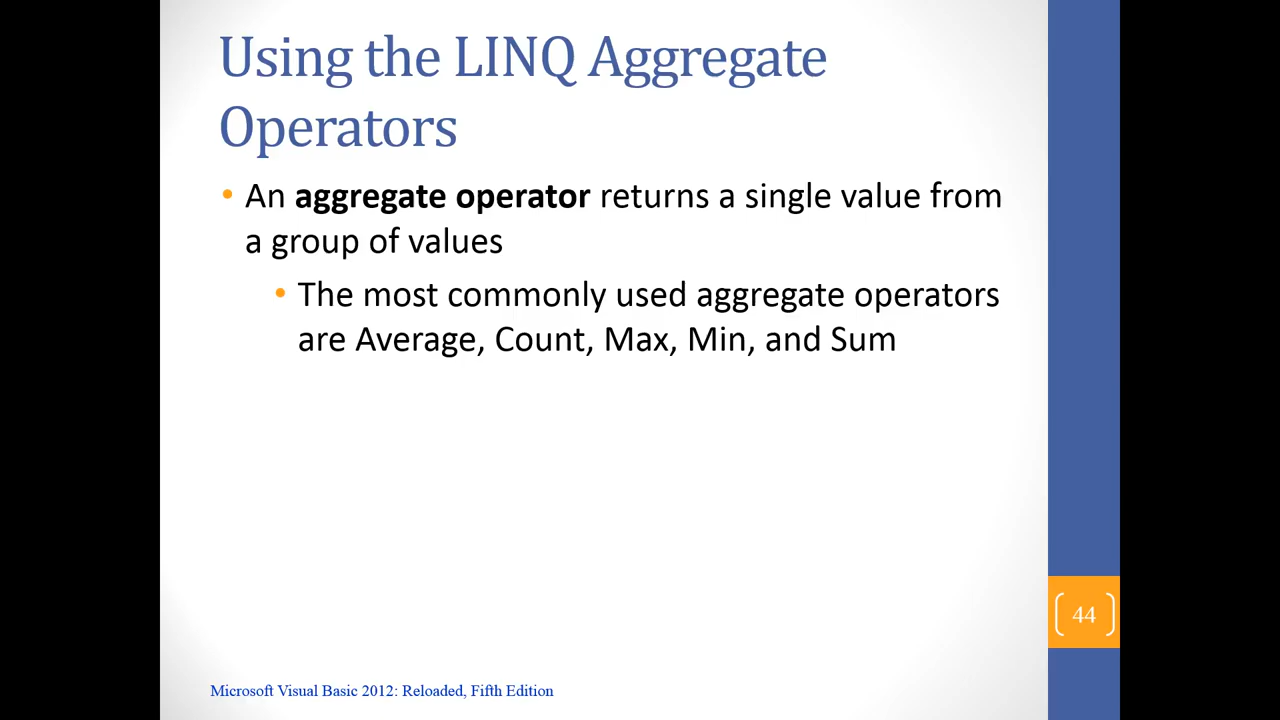 Using the LINQ Aggregate
Operators
• An aggregate operator returns a single value from
a group of values
• The most commonly used aggregate operators
are Average, Count, Max, Min, and Sum
44
Microsoft Visual Basic 2012: Reloaded, Fifth Edition